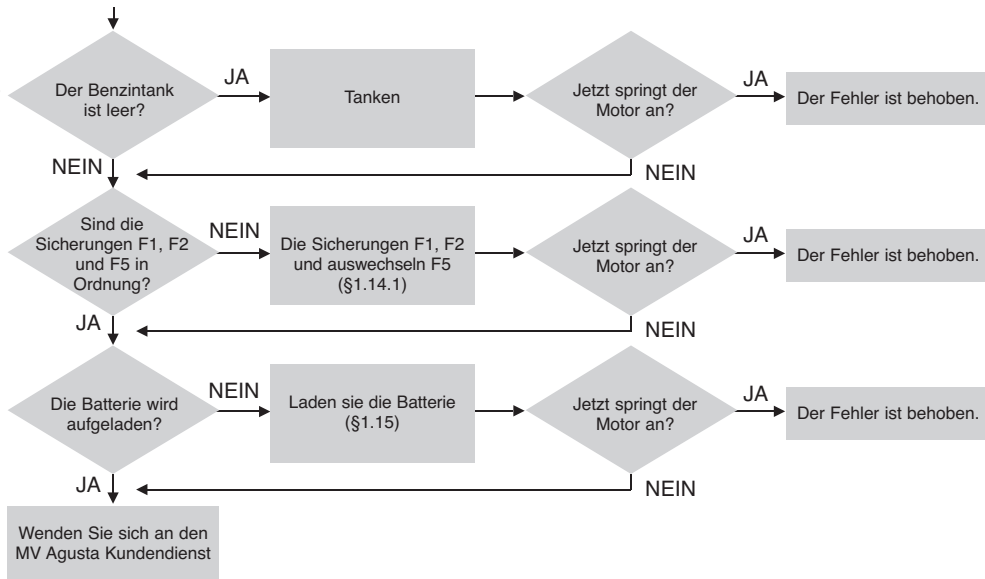 Der Benzintank
ist leer?
JA
Tanken
Jetzt springt der
Motor an?
JA
Der Fehler ist behoben.
NEIN
NEIN
Sind die
Sicherungen F1, F2
und F5 in
Ordnung?
NEIN
Die Sicherungen F1, F2
und auswechseln F5
(§1.14.1)
Jetzt springt der
Motor an?
JA
Der Fehler ist behoben.
JA
NEIN
Die Batterie wird
aufgeladen?
NEIN
Laden sie die Batterie
(§1.15)
Jetzt springt der
Motor an?
JA
Der Fehler ist behoben.
JA
NEIN
Wenden Sie sich an den
MV Agusta Kundendienst